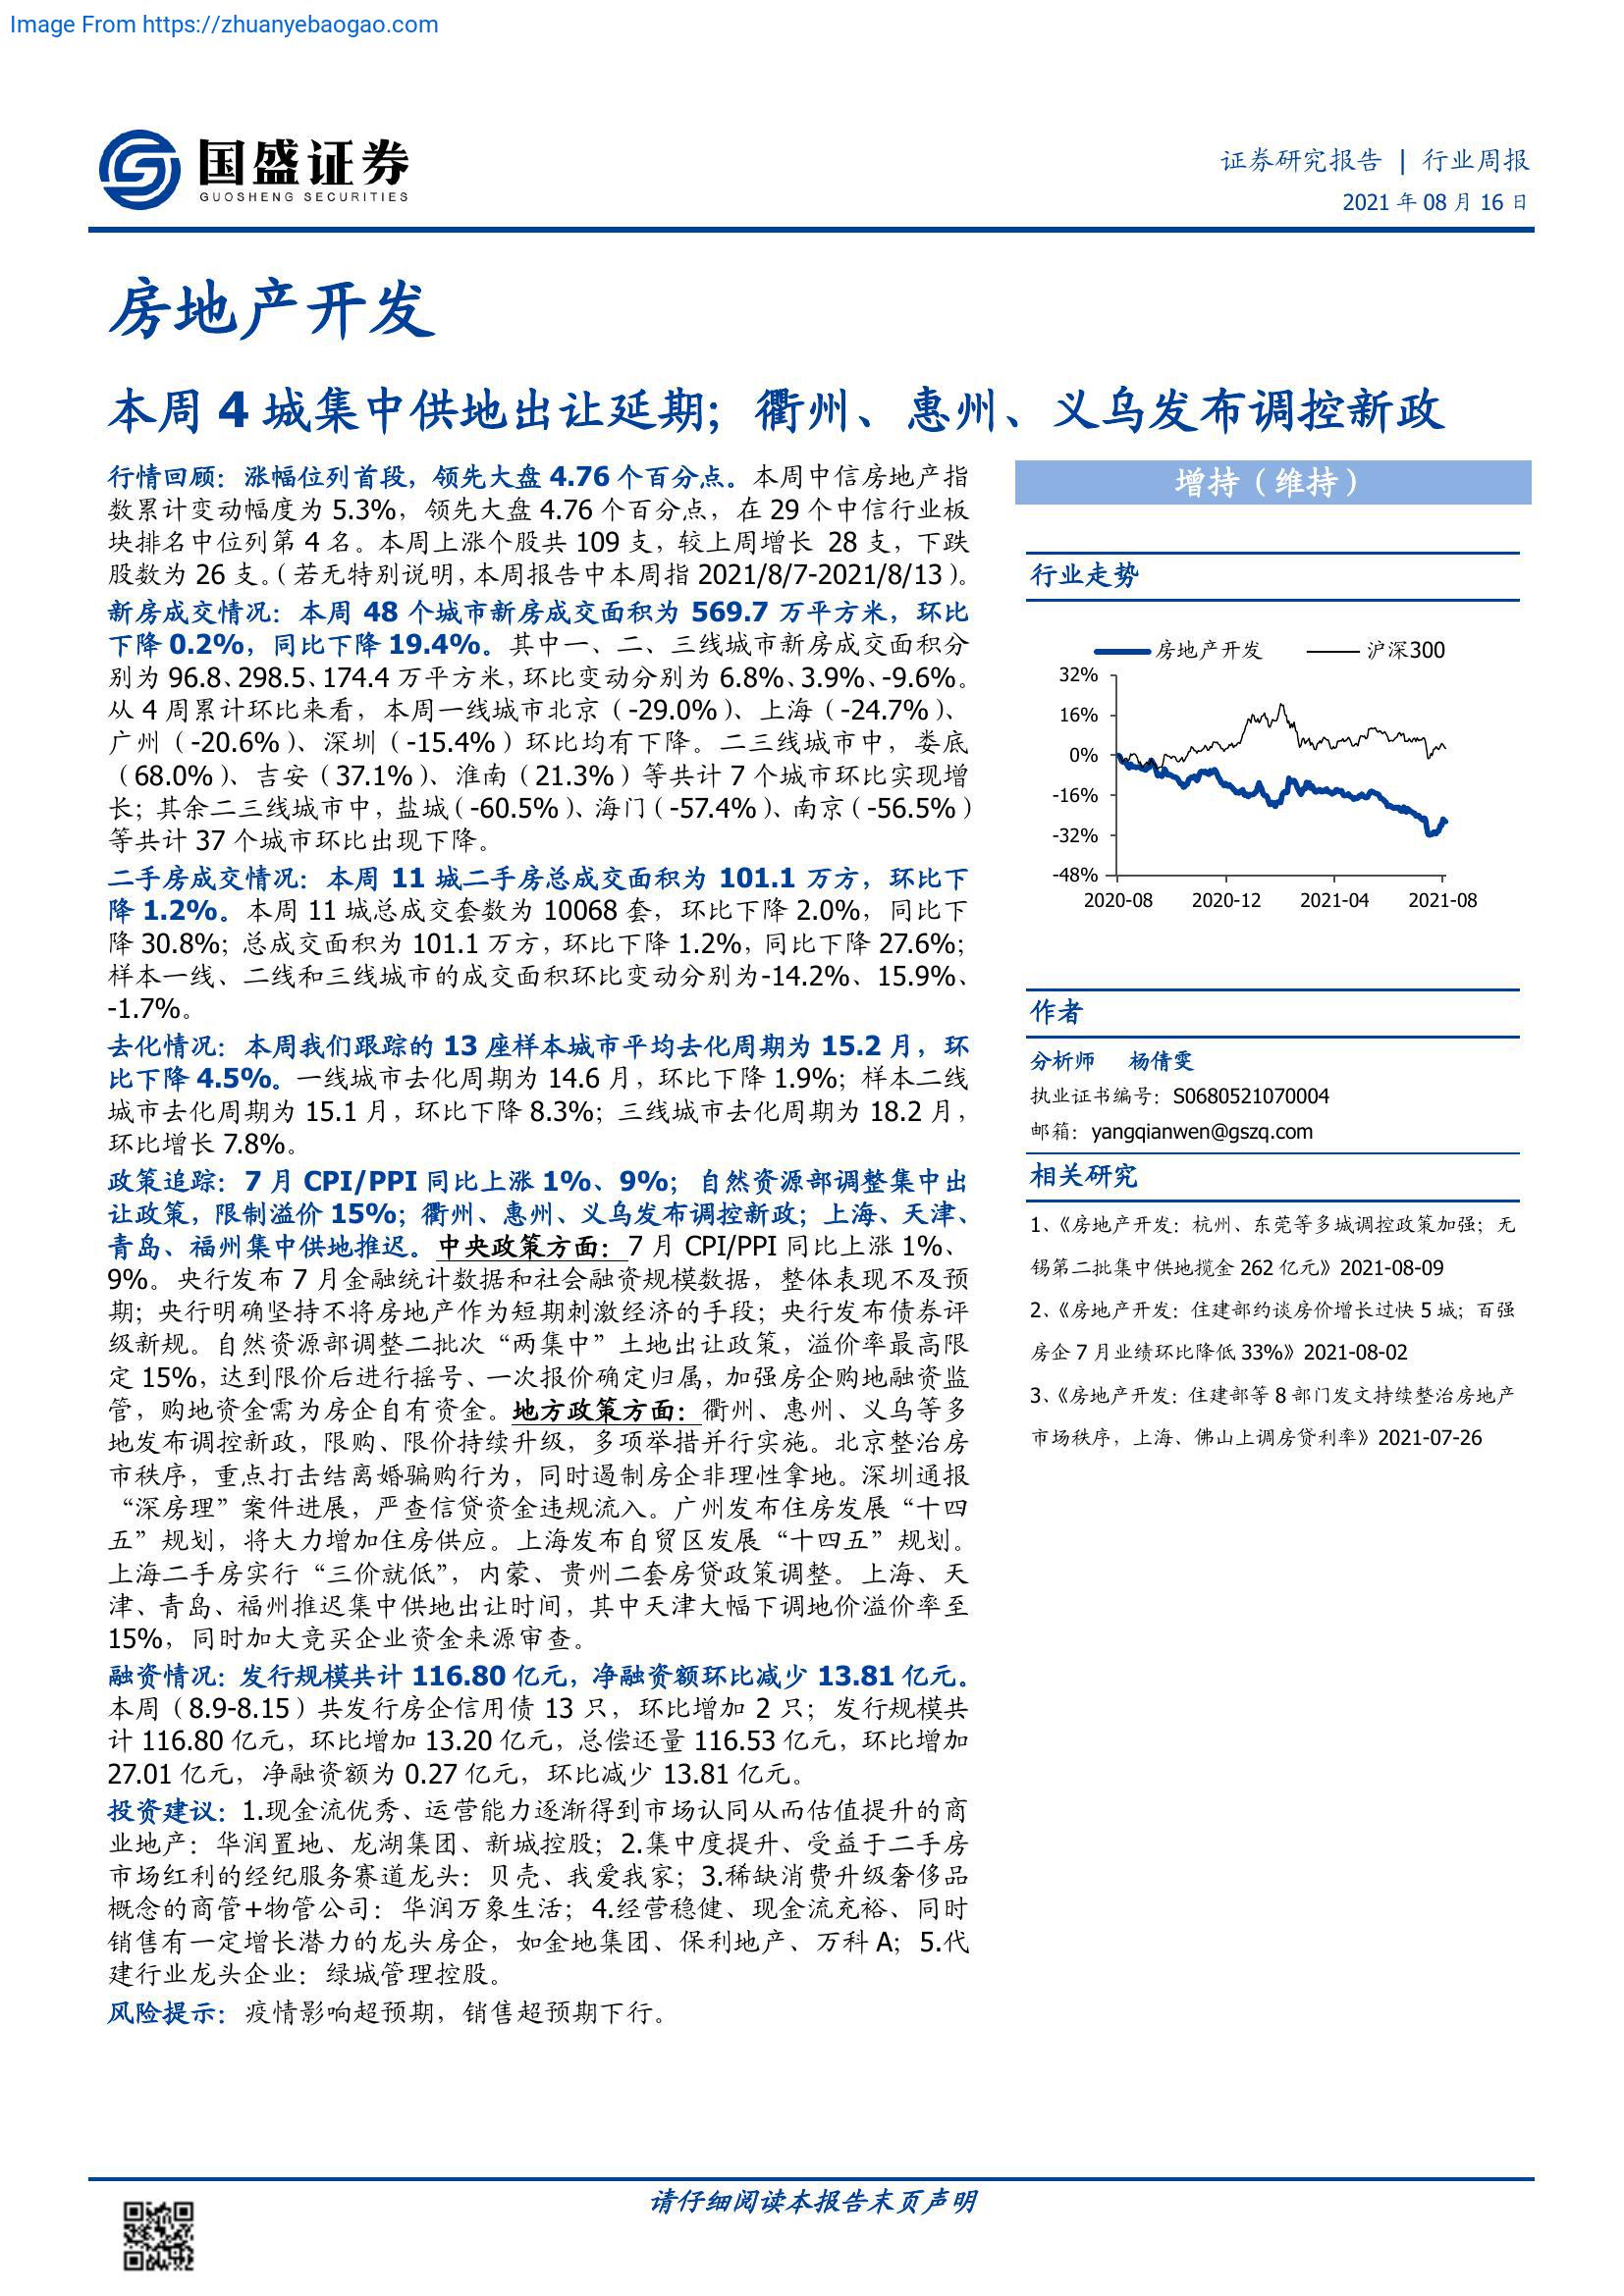 Image From https://zhuanyebaogao.com
国盛证券
GUOSHENG SECURITIES
证券研究报告 | 行业周报
2021 年 08 月 16 日
房地产开发
本周 4 城集中供地出让延期；衢州、惠州、义乌发布调控新政
行情回顾：涨幅位列首段，领先大盘 4.76 个百分点。本周中信房地产指
数累计变动幅度为 5.3%，领先大盘 4.76 个百分点，在 29 个中信行业板
块排名中位列第 4 名。本周上涨个股共 109 支，较上周增长 28 支，下跌
股数为 26 支。（若无特别说明，本周报告中本周指 2021/8/7-2021/8/13）。
新房成交情况：本周 48 个城市新房成交面积为 569.7 万平方米，环比
下降 0.2%，同比下降 19.4%。其中一、二、三线城市新房成交面积分
别为 96.8、298.5、174.4 万平方米，环比变动分别为 6.8%、3.9%、-9.6%。
从 4 周累计环比来看，本周一线城市北京（-29.0%）、上海（-24.7%）、
广州（-20.6%）、深圳（-15.4%）环比均有下降。二三线城市中，娄底
（68.0%）、吉安（37.1%）、淮南（21.3%）等共计 7 个城市环比实现增
长；其余二三线城市中，盐城（-60.5%）、海门（-57.4%）、南京（-56.5%）
等共计 37 个城市环比出现下降。
二手房成交情况：本周 11 城二手房总成交面积为 101.1 万方，环比下
降 1.2%。本周 11 城总成交套数为 10068 套，环比下降 2.0%，同比下
降 30.8%；总成交面积为 101.1 万方，环比下降 1.2%，同比下降 27.6%；
样本一线、二线和三线城市的成交面积环比变动分别为-14.2%、15.9%、
-1.7%。
去化情况：本周我们跟踪的 13 座样本城市平均去化周期为 15.2 月，环
比下降 4.5%。一线城市去化周期为 14.6 月，环比下降 1.9%；样本二线
城市去化周期为 15.1 月，环比下降 8.3%；三线城市去化周期为 18.2 月，
环比增长 7.8%。
政策追踪：7 月 CPI/PPI 同比上涨 1%、9%；自然资源部调整集中出
让政策，限制溢价 15%；衢州、惠州、义乌发布调控新政；上海、天津、
青岛、福州集中供地推迟。中央政策方面：7 月 CPI/PPI 同比上涨 1%、
9%。央行发布 7 月金融统计数据和社会融资规模数据，整体表现不及预
期；央行明确坚持不将房地产作为短期刺激经济的手段；央行发布债券评
级新规。自然资源部调整二批次“两集中”土地出让政策，溢价率最高限
定 15%，达到限价后进行摇号、一次报价确定归属，加强房企购地融资监
管，购地资金需为房企自有资金。地方政策方面：衢州、惠州、义乌等多
地发布调控新政，限购、限价持续升级，多项举措并行实施。北京整治房
市秩序，重点打击结离婚骗购行为，同时遏制房企非理性拿地。深圳通报
“深房理”案件进展，严查信贷资金违规流入。广州发布住房发展“十四
五”规划，将大力增加住房供应。上海发布自贸区发展“十四五”规划。
上海二手房实行“三价就低”，内蒙、贵州二套房贷政策调整。上海、天
津、青岛、福州推迟集中供地出让时间，其中天津大幅下调地价溢价率至
15%，同时加大竞买企业资金来源审查。
融资情况：发行规模共计 116.80 亿元，净融资额环比减少 13.81 亿元。
本周（8.9-8.15）共发行房企信用债 13 只，环比增加 2 只；发行规模共
计 116.80 亿元，环比增加 13.20 亿元，总偿还量 116.53 亿元，环比增加
27.01 亿元，净融资额为 0.27 亿元，环比减少 13.81 亿元。
投资建议：1.现金流优秀、运营能力逐渐得到市场认同从而估值提升的商
业地产：华润置地、龙湖集团、新城控股；2.集中度提升、受益于二手房
市场红利的经纪服务赛道龙头：贝壳、我爱我家；3.稀缺消费升级奢侈品
概念的商管+物管公司：华润万象生活；4.经营稳健、现金流充裕、同时
销售有一定增长潜力的龙头房企，如金地集团、保利地产、万科 A；5.代
建行业龙头企业：绿城管理控股。
风险提示：疫情影响超预期，销售超预期下行。
增持（维持）
行业走势
房地产开发 沪深300
32%
16%
0%
-16%
-32%
-48%
2020-08 2020-12 2021-04 2021-08
作者
分析师 杨倩雯
执业证书编号：S0680521070004
邮箱：yangqianwen@gszq.com
相关研究
1、《房地产开发：杭州、东莞等多城调控政策加强；无
锡第二批集中供地揽金 262 亿元》2021-08-09
2、《房地产开发：住建部约谈房价增长过快 5 城；百强
房企 7 月业绩环比降低 33%》2021-08-02
3、《房地产开发：住建部等 8 部门发文持续整治房地产
市场秩序，上海、佛山上调房贷利率》2021-07-26
请仔细阅读本报告末页声明